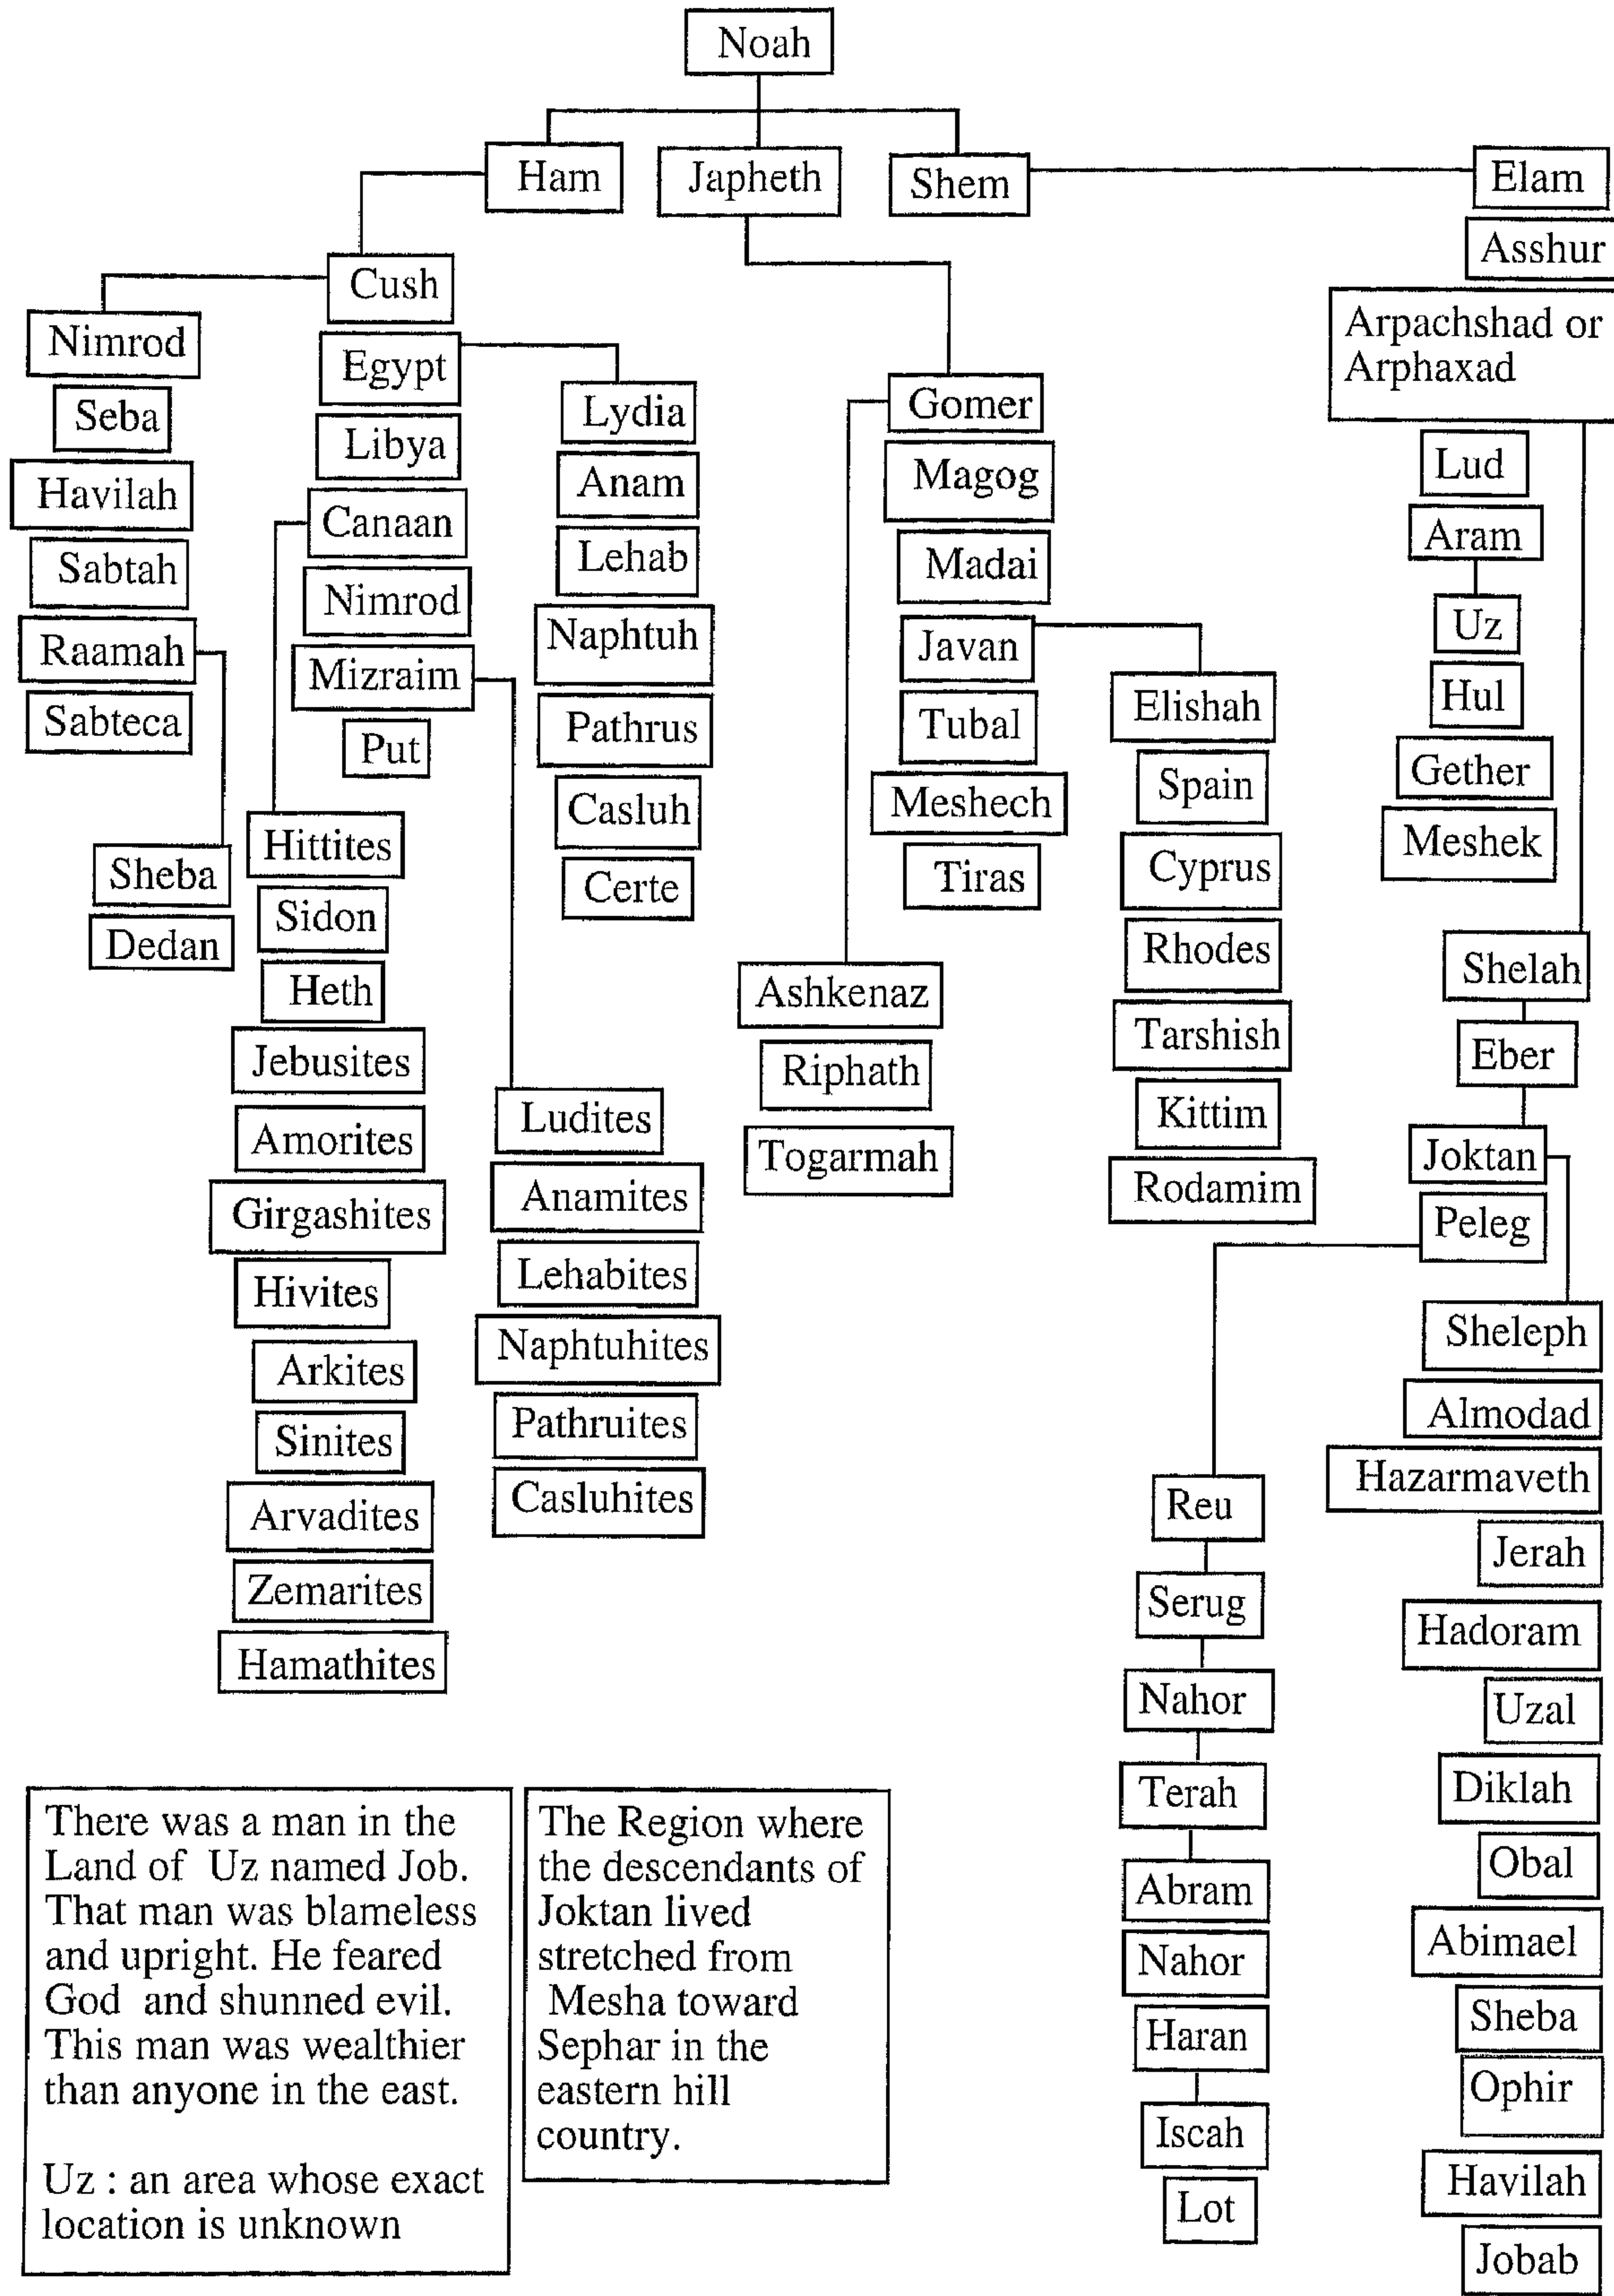 Noah
Ham
Japheth
Shem
Elam
Asshur
Arpachshad or
Arphaxad
Lud
Aram
Uz
Hul
Gether
Meshek
Shelah
Eber
Joktan
Peleg
Cush
Egypt
Libya
Canaan
Nimrod
Mizraim
Put
Nimrod
Seba
Havilah
Sabtah
Raamah
Sabteca
Sheba
Dedan
Hittites
Sidon
Heth
Jebusites
Amorites
Girgashites
Hivites
Arkites
Sinites
Arvadites
Zemarites
Hamathites
Lydia
Anam
Lehab
Naphtuh
Pathrus
Casluh
Certe
Ludites
Anamites
Lehabites
Naphtuhites
Pathruites
Casluhites
Gomer
Magog
Madai
Javan
Tubal
Meshech
Tiras
Ashkenaz
Riphath
Togarmah
Elishah
Spain
Cyprus
Rhodes
Tarshish
Kittim
Rodamim
Reu
Serug
Nahor
Terah
Abram
Nahor
Haran
Iscah
Lot
Sheleph
Almodad
Hazarmaveth
Jerah
Hadoram
Uzal
Diklah
Obal
Abimael
Sheba
Ophir
Havilah
Jobab
There was a man in the
Land of Uz named Job.
That man was blameless
and upright. He feared
God and shunned evil.
This man was wealthier
than anyone in the east.
Uz : an area whose exact
location is unknown
The Region where
the descendants of
Joktan lived
stretched from
Mesha toward
Sephar in the
eastern hill
country.